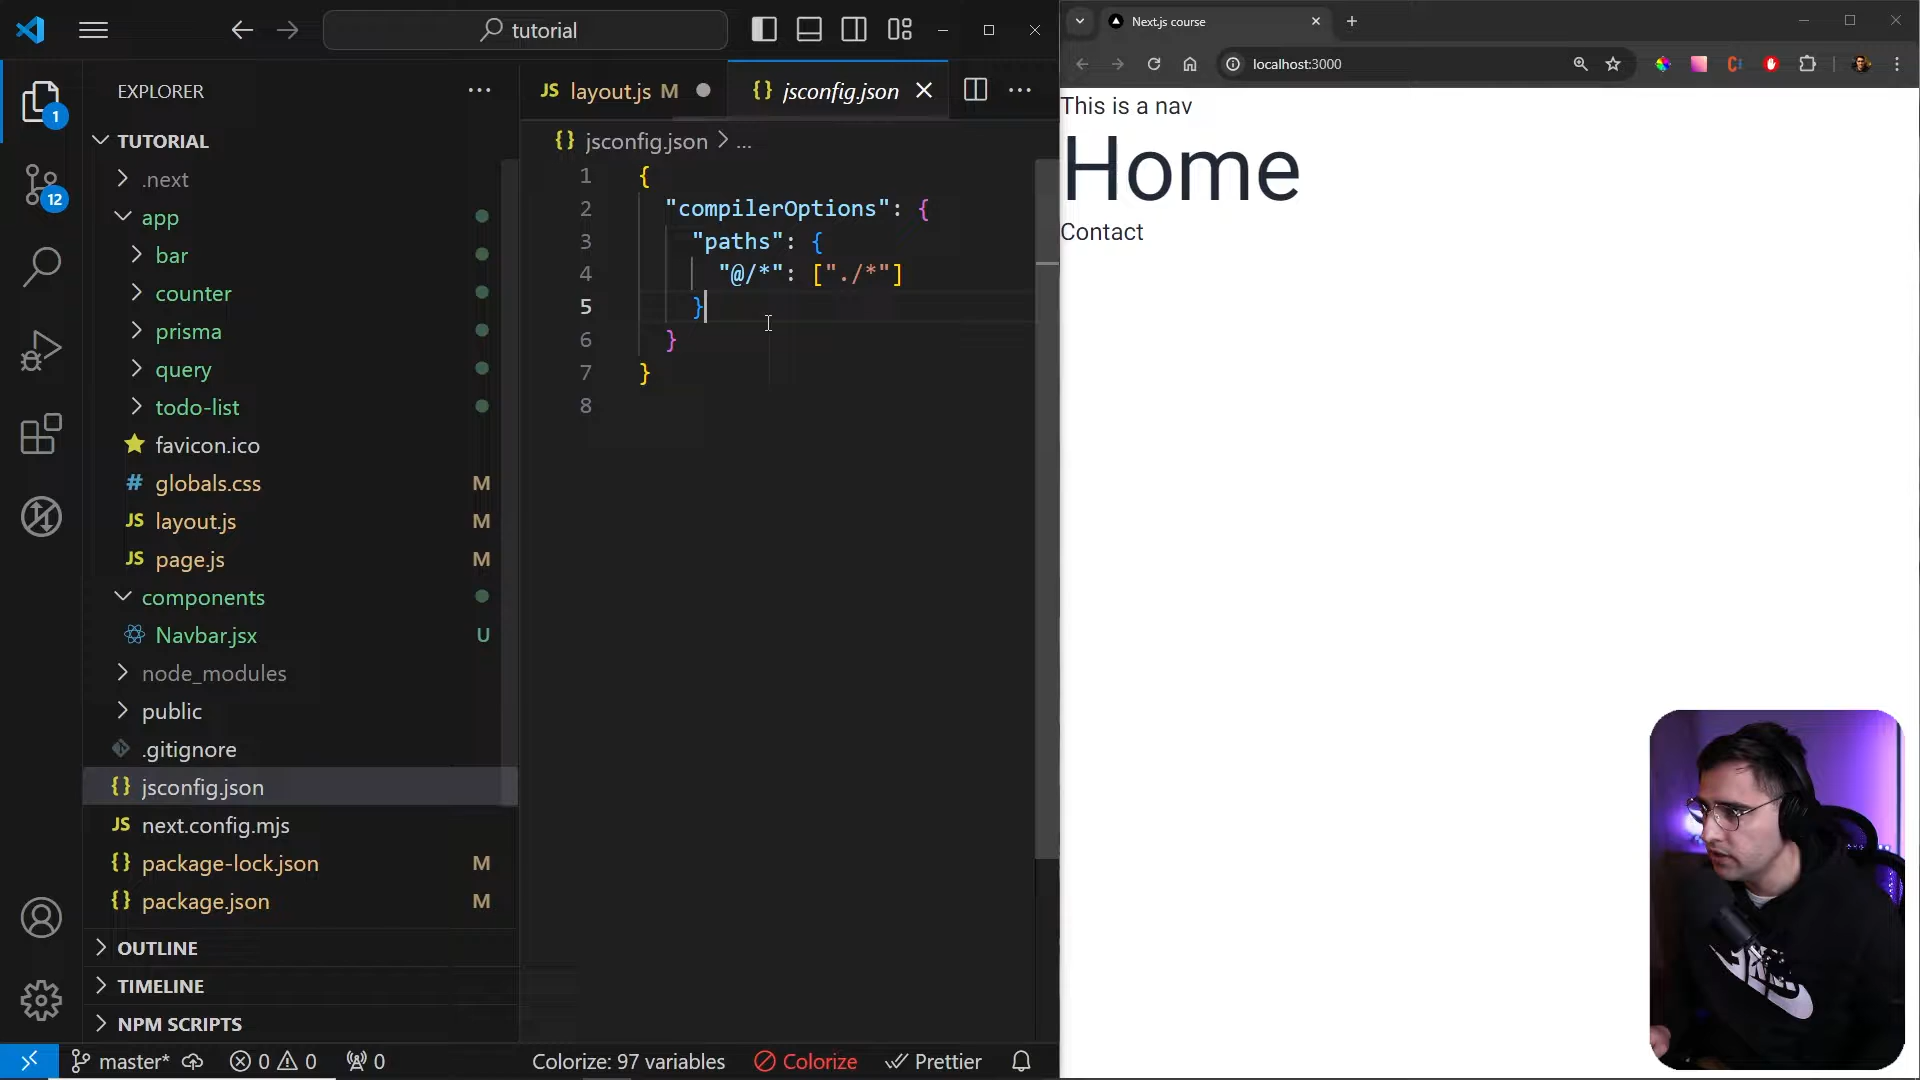 tutorial
EXPLORER
TUTORIAL
.next
app
bar
counter
prisma
query
todo-list
favicon.ico
globals.css M
layout.js M
page.js M
components
Navbar.jsx U
node_modules
public
.gitignore
jsconfig.json
next.config.mjs
package-lock.json M
package.json M
OUTLINE
TIMELINE
NPM SCRIPTS
1
12
JS layout.js M
{} jsconfig.json
{} jsconfig.json > ...
1 {
2 "compilerOptions": {
3 "paths": {
4 "@/*": ["./*"]
5 }
6 }
7 }
8
master* 0 0 0 Colorize: 97 variables Colorize Prettier
Next.js course
localhost:3000
This is a nav
Home
Contact